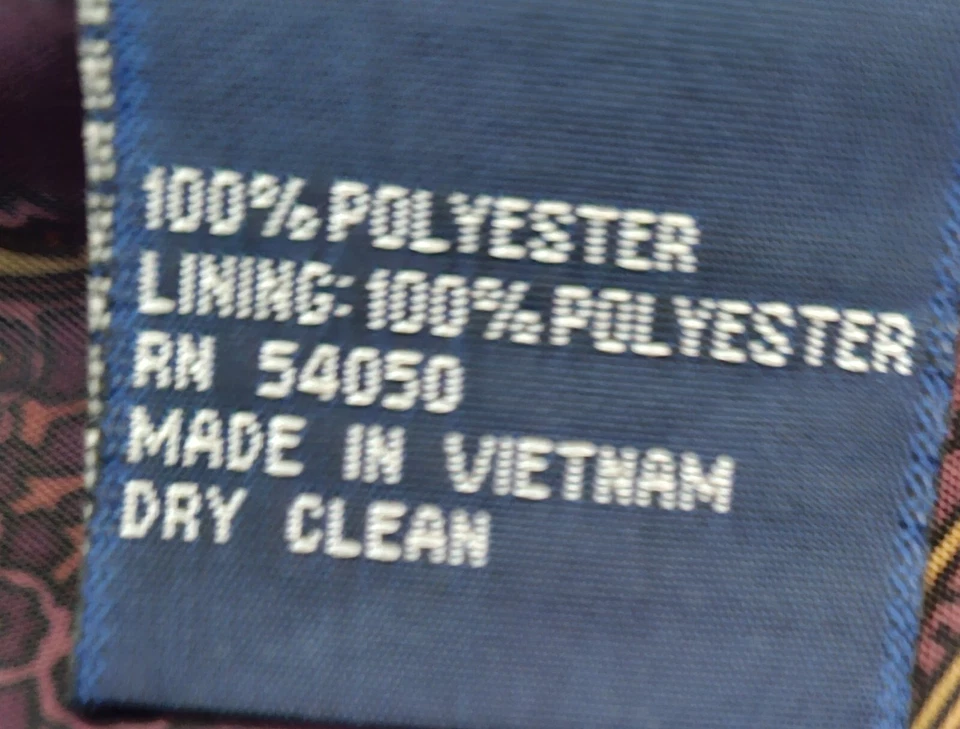 100% POLYESTER
LINING: 100% POLYESTER
RN 54050
MADE IN VIETNAM
DRY CLEAN